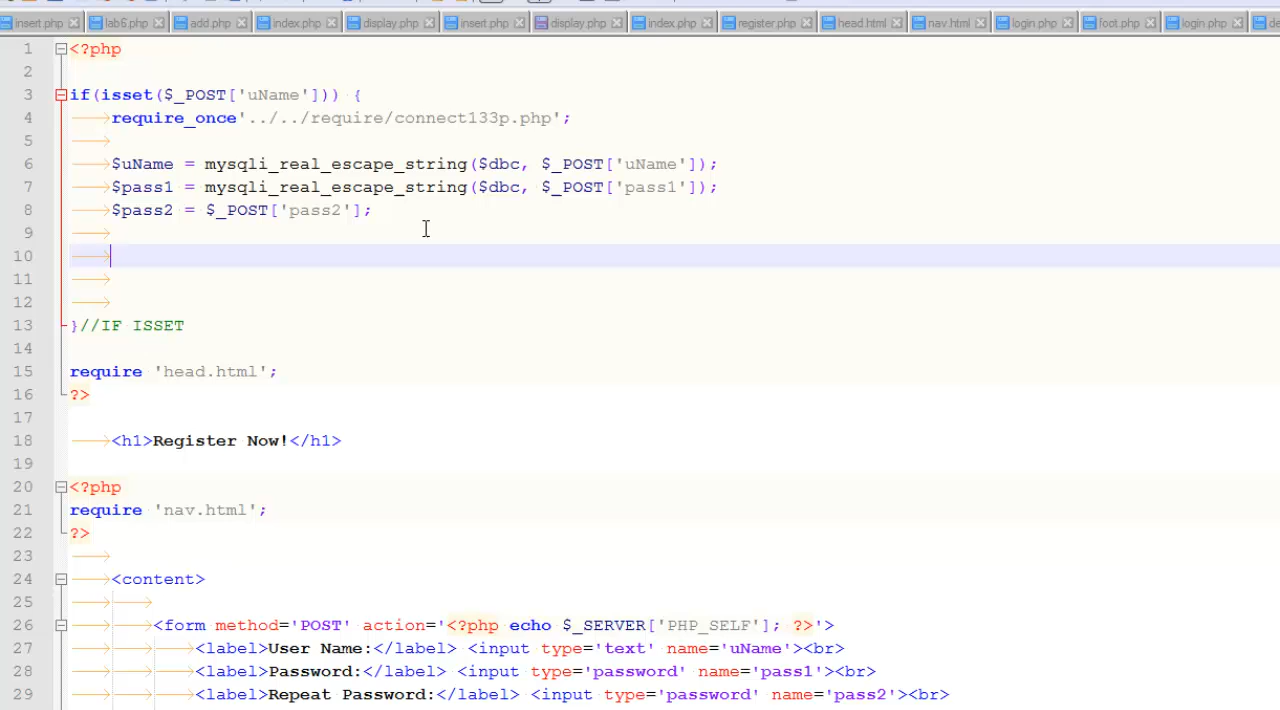 insert.php lab6.php add.php index.php display.php insert.php display.php index.php register.php head.html nav.html login.php foot.php login.php
1 <?php
2
3 if(isset($_POST['uName'])) {
4 require_once'../../require/connect133p.php';
5
6 $uName = mysqli_real_escape_string($dbc, $_POST['uName']);
7 $pass1 = mysqli_real_escape_string($dbc, $_POST['pass1']);
8 $pass2 = $_POST['pass2'];
9
10
11
12
13 }//IF ISSET
14
15 require 'head.html';
16 ?>
17
18 <h1>Register Now!</h1>
19
20 <?php
21 require 'nav.html';
22 ?>
23
24 <content>
25
26 <form method='POST' action='<?php echo $_SERVER['PHP_SELF']; ?>'>
27 <label>User Name:</label> <input type='text' name='uName'><br>
28 <label>Password:</label> <input type='password' name='pass1'><br>
29 <label>Repeat Password:</label> <input type='password' name='pass2'><br>